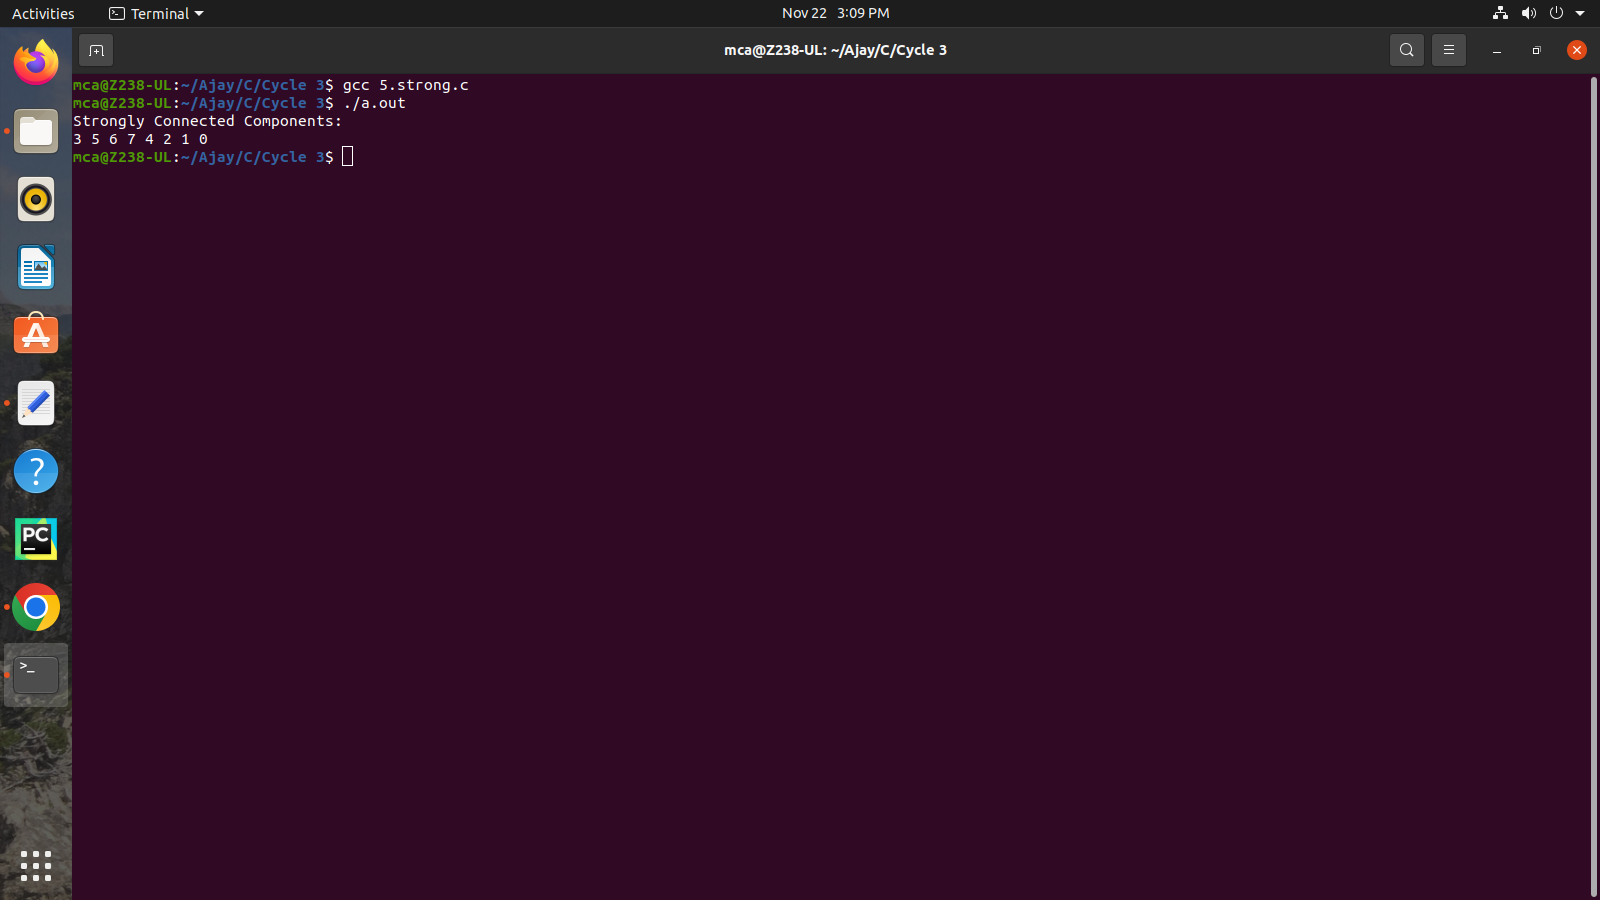 Activities Terminal Nov 22 3:09 PM
mca@Z238-UL: ~/Ajay/C/Cycle 3
mca@Z238-UL:~/Ajay/C/Cycle 3$ gcc 5.strong.c
mca@Z238-UL:~/Ajay/C/Cycle 3$ ./a.out
Strongly Connected Components:
3 5 6 7 4 2 1 0
mca@Z238-UL:~/Ajay/C/Cycle 3$
PC